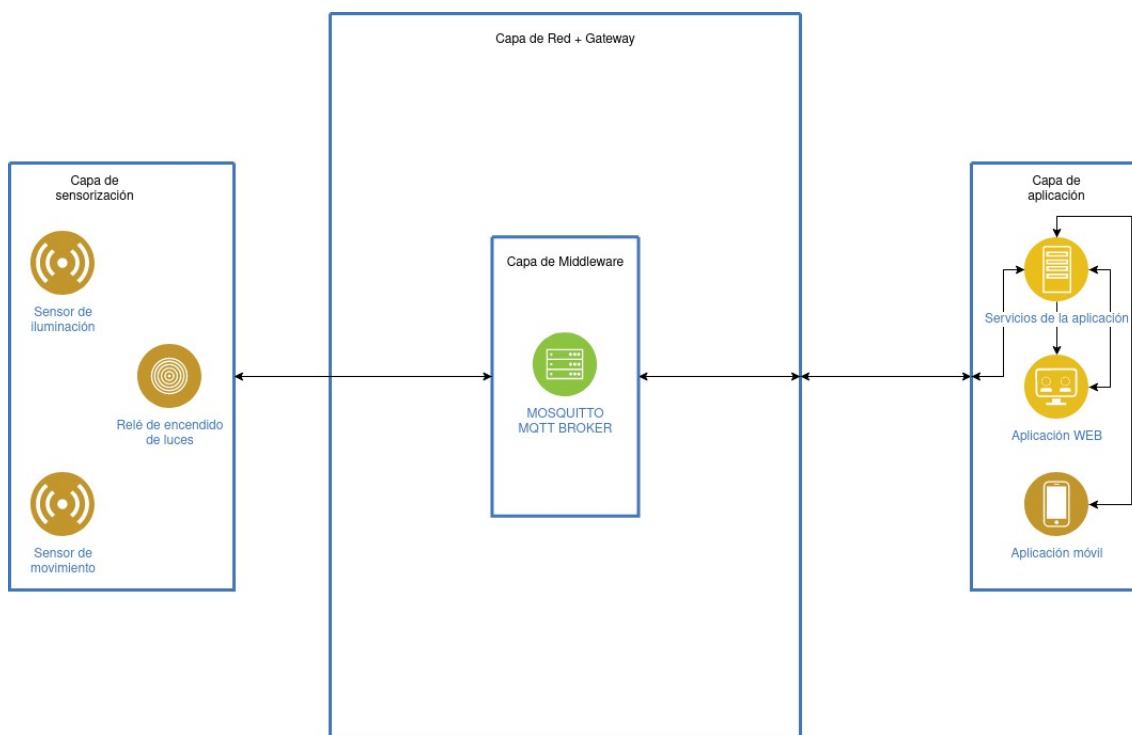 Capa de Red + Gateway
Capa de
sensorización
Sensor de
iluminación
Relé de encendido
de luces
Sensor de
movimiento
Capa de Middleware
MOSQUITTO
MQTT BROKER
Capa de
aplicación
Servicios de la aplicación
Aplicación WEB
Aplicación móvil